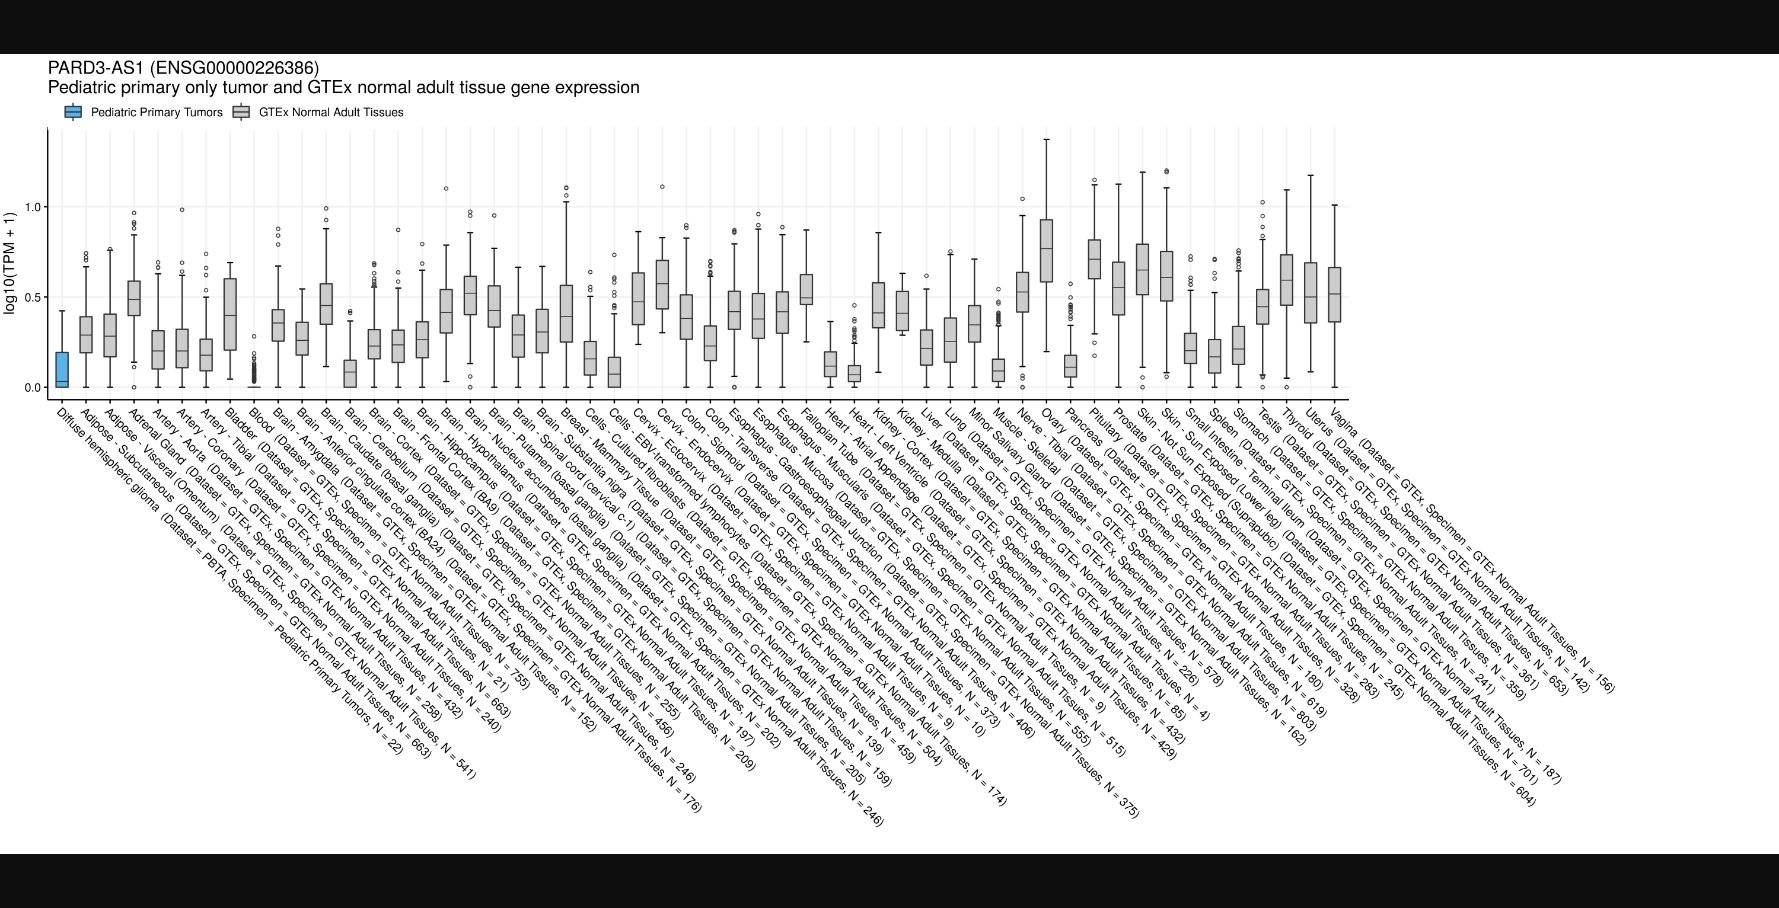 PARD3-AS1 (ENSG00000226386)
Pediatric primary only tumor and GTEx normal adult tissue gene expression
Pediatric Primary Tumors
GTEx Normal Adult Tissues
log10(TPM + 1)
1.0
0.5
0.0
Diffuse hemispheric glioma (Dataset = PBTA, Specimen = Pediatric Primary Tumors, N = 22)
Adipose - Subcutaneous (Dataset = GTEx, Specimen = GTEx Normal Adult Tissues, N = 663)
Adipose - Visceral (Omentum) (Dataset = GTEx, Specimen = GTEx Normal Adult Tissues, N = 541)
Adrenal Gland (Dataset = GTEx, Specimen = GTEx Normal Adult Tissues, N = 258)
Artery - Aorta (Dataset = GTEx, Specimen = GTEx Normal Adult Tissues, N = 432)
Artery - Coronary (Dataset = GTEx, Specimen = GTEx Normal Adult Tissues, N = 240)
Artery - Tibial (Dataset = GTEx, Specimen = GTEx Normal Adult Tissues, N = 663)
Bladder (Dataset = GTEx, Specimen = GTEx Normal Adult Tissues, N = 21)
Blood (Dataset = GTEx, Specimen = GTEx Normal Adult Tissues, N = 755)
Brain - Amygdala (Dataset = GTEx, Specimen = GTEx Normal Adult Tissues, N = 152)
Brain - Anterior cingulate cortex (BA24) (Dataset = GTEx, Specimen = GTEx Normal Adult Tissues, N = 176)
Brain - Caudate (basal ganglia) (Dataset = GTEx, Specimen = GTEx Normal Adult Tissues, N = 246)
Brain - Cerebellum (Dataset = GTEx, Specimen = GTEx Normal Adult Tissues, N = 456)
Brain - Cortex (Dataset = GTEx, Specimen = GTEx Normal Adult Tissues, N = 255)
Brain - Frontal Cortex (BA9) (Dataset = GTEx, Specimen = GTEx Normal Adult Tissues, N = 209)
Brain - Hippocampus (Dataset = GTEx, Specimen = GTEx Normal Adult Tissues, N = 197)
Brain - Hypothalamus (Dataset = GTEx, Specimen = GTEx Normal Adult Tissues, N = 202)
Brain - Nucleus accumbens (basal ganglia) (Dataset = GTEx, Specimen = GTEx Normal Adult Tissues, N = 246)
Brain - Putamen (basal ganglia) (Dataset = GTEx, Specimen = GTEx Normal Adult Tissues, N = 205)
Brain - Spinal cord (cervical c-1) (Dataset = GTEx, Specimen = GTEx Normal Adult Tissues, N = 159)
Brain - Substantia nigra (Dataset = GTEx, Specimen = GTEx Normal Adult Tissues, N = 139)
Breast - Mammary Tissue (Dataset = GTEx, Specimen = GTEx Normal Adult Tissues, N = 459)
Cells - Cultured fibroblasts (Dataset = GTEx, Specimen = GTEx Normal Adult Tissues, N = 504)
Cells - EBV-transformed lymphocytes (Dataset = GTEx, Specimen = GTEx Normal Adult Tissues, N = 174)
Cervix - Ectocervix (Dataset = GTEx, Specimen = GTEx Normal Adult Tissues, N = 9)
Cervix - Endocervix (Dataset = GTEx, Specimen = GTEx Normal Adult Tissues, N = 10)
Colon - Sigmoid (Dataset = GTEx, Specimen = GTEx Normal Adult Tissues, N = 373)
Colon - Transverse (Dataset = GTEx, Specimen = GTEx Normal Adult Tissues, N = 406)
Esophagus - Gastroesophageal Junction (Dataset = GTEx, Specimen = GTEx Normal Adult Tissues, N = 375)
Esophagus - Mucosa (Dataset = GTEx, Specimen = GTEx Normal Adult Tissues, N = 555)
Esophagus - Muscularis (Dataset = GTEx, Specimen = GTEx Normal Adult Tissues, N = 515)
Fallopian Tube (Dataset = GTEx, Specimen = GTEx Normal Adult Tissues, N = 9)
Heart - Atrial Appendage (Dataset = GTEx, Specimen = GTEx Normal Adult Tissues, N = 429)
Heart - Left Ventricle (Dataset = GTEx, Specimen = GTEx Normal Adult Tissues, N = 432)
Kidney - Cortex (Dataset = GTEx, Specimen = GTEx Normal Adult Tissues, N = 85)
Kidney - Medulla (Dataset = GTEx, Specimen = GTEx Normal Adult Tissues, N = 4)
Liver (Dataset = GTEx, Specimen = GTEx Normal Adult Tissues, N = 226)
Lung (Dataset = GTEx, Specimen = GTEx Normal Adult Tissues, N = 578)
Minor Salivary Gland (Dataset = GTEx, Specimen = GTEx Normal Adult Tissues, N = 162)
Muscle - Skeletal (Dataset = GTEx, Specimen = GTEx Normal Adult Tissues, N = 803)
Nerve - Tibial (Dataset = GTEx, Specimen = GTEx Normal Adult Tissues, N = 619)
Ovary (Dataset = GTEx, Specimen = GTEx Normal Adult Tissues, N = 180)
Pancreas (Dataset = GTEx, Specimen = GTEx Normal Adult Tissues, N = 328)
Pituitary (Dataset = GTEx, Specimen = GTEx Normal Adult Tissues, N = 283)
Prostate (Dataset = GTEx, Specimen = GTEx Normal Adult Tissues, N = 245)
Skin - Not Sun Exposed (Suprapubic) (Dataset = GTEx, Specimen = GTEx Normal Adult Tissues, N = 604)
Skin - Sun Exposed (Lower leg) (Dataset = GTEx, Specimen = GTEx Normal Adult Tissues, N = 701)
Small Intestine - Terminal Ileum (Dataset = GTEx, Specimen = GTEx Normal Adult Tissues, N = 187)
Spleen (Dataset = GTEx, Specimen = GTEx Normal Adult Tissues, N = 241)
Stomach (Dataset = GTEx, Specimen = GTEx Normal Adult Tissues, N = 359)
Testis (Dataset = GTEx, Specimen = GTEx Normal Adult Tissues, N = 361)
Thyroid (Dataset = GTEx, Specimen = GTEx Normal Adult Tissues, N = 653)
Uterus (Dataset = GTEx, Specimen = GTEx Normal Adult Tissues, N = 142)
Vagina (Dataset = GTEx, Specimen = GTEx Normal Adult Tissues, N = 156)